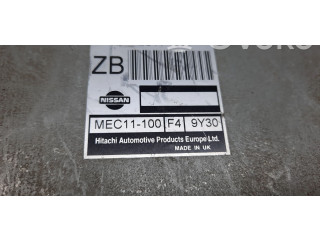 ZB
NISSAN
MEC11-100 F4 9Y30
Hitachi Automotive Products Europe Ltd.
MADE IN UK